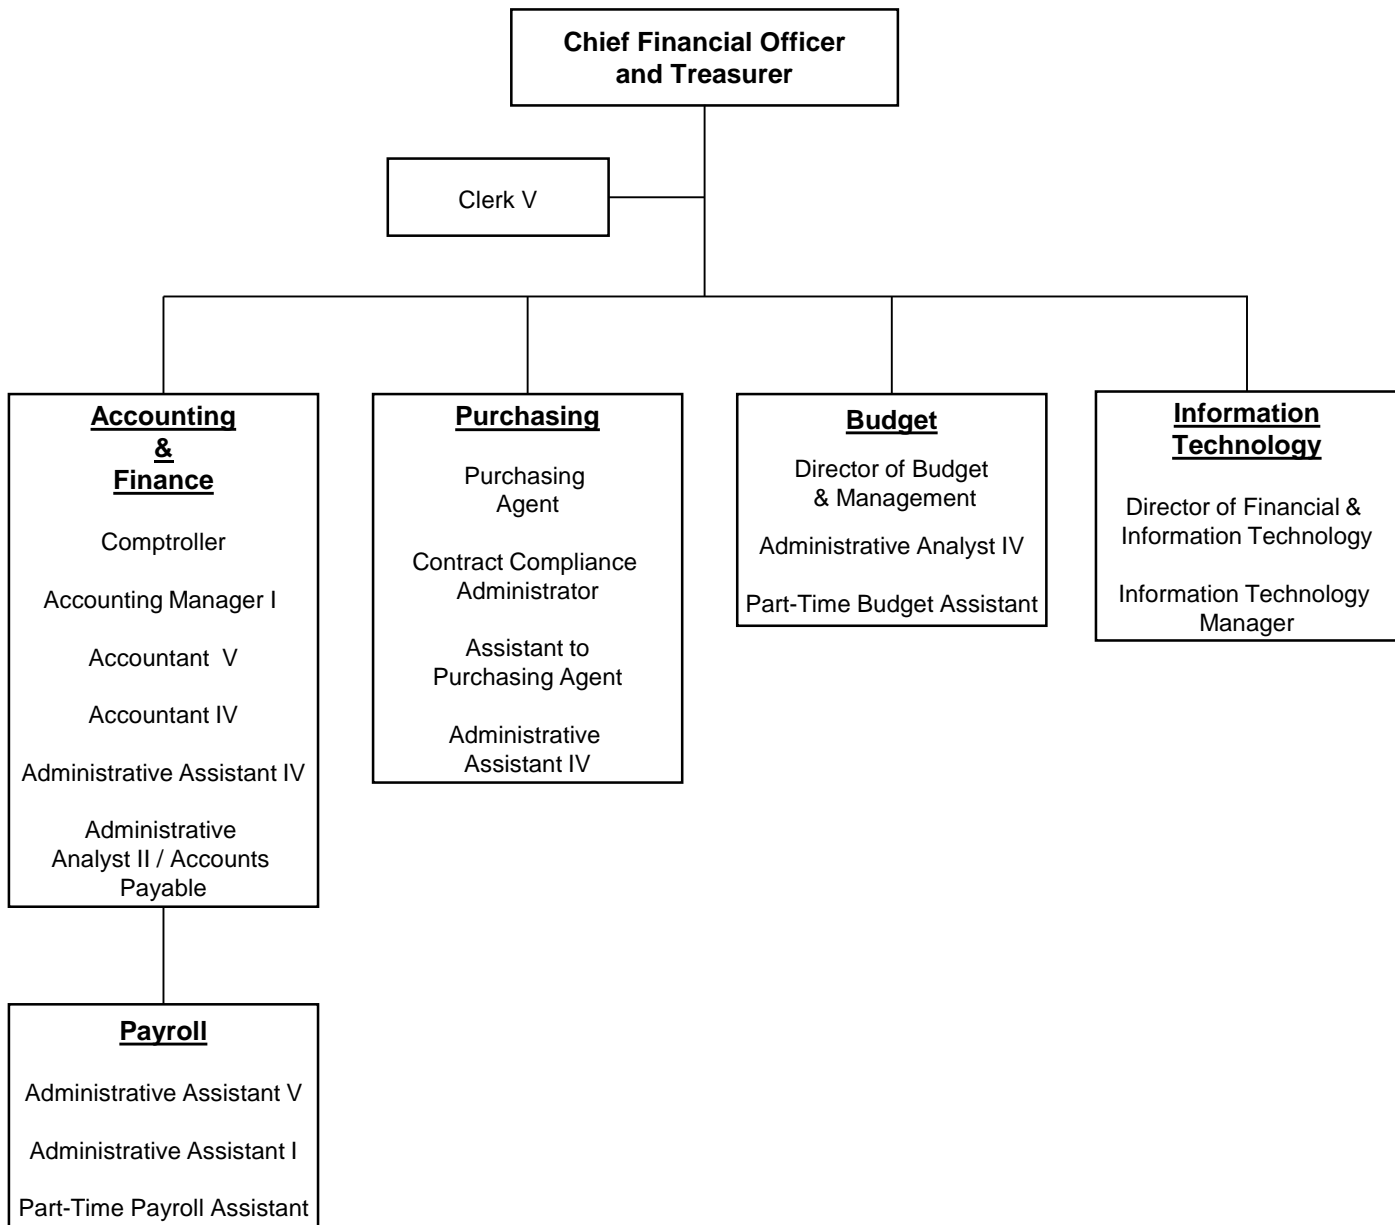 Chief Financial Officer
and Treasurer
Clerk V
Accounting
&
Finance
Comptroller
Accounting Manager I
Accountant  V
Accountant IV
Administrative Assistant IV
Administrative
Analyst II / Accounts
Payable
Purchasing
Purchasing
Agent
Contract Compliance
Administrator
Assistant to
Purchasing Agent
Administrative
Assistant IV
Budget
Director of Budget
& Management
Administrative Analyst IV
Part-Time Budget Assistant
Information
Technology
Director of Financial &
Information Technology
Information Technology
Manager
Payroll
Administrative Assistant V
Administrative Assistant I
Part-Time Payroll Assistant